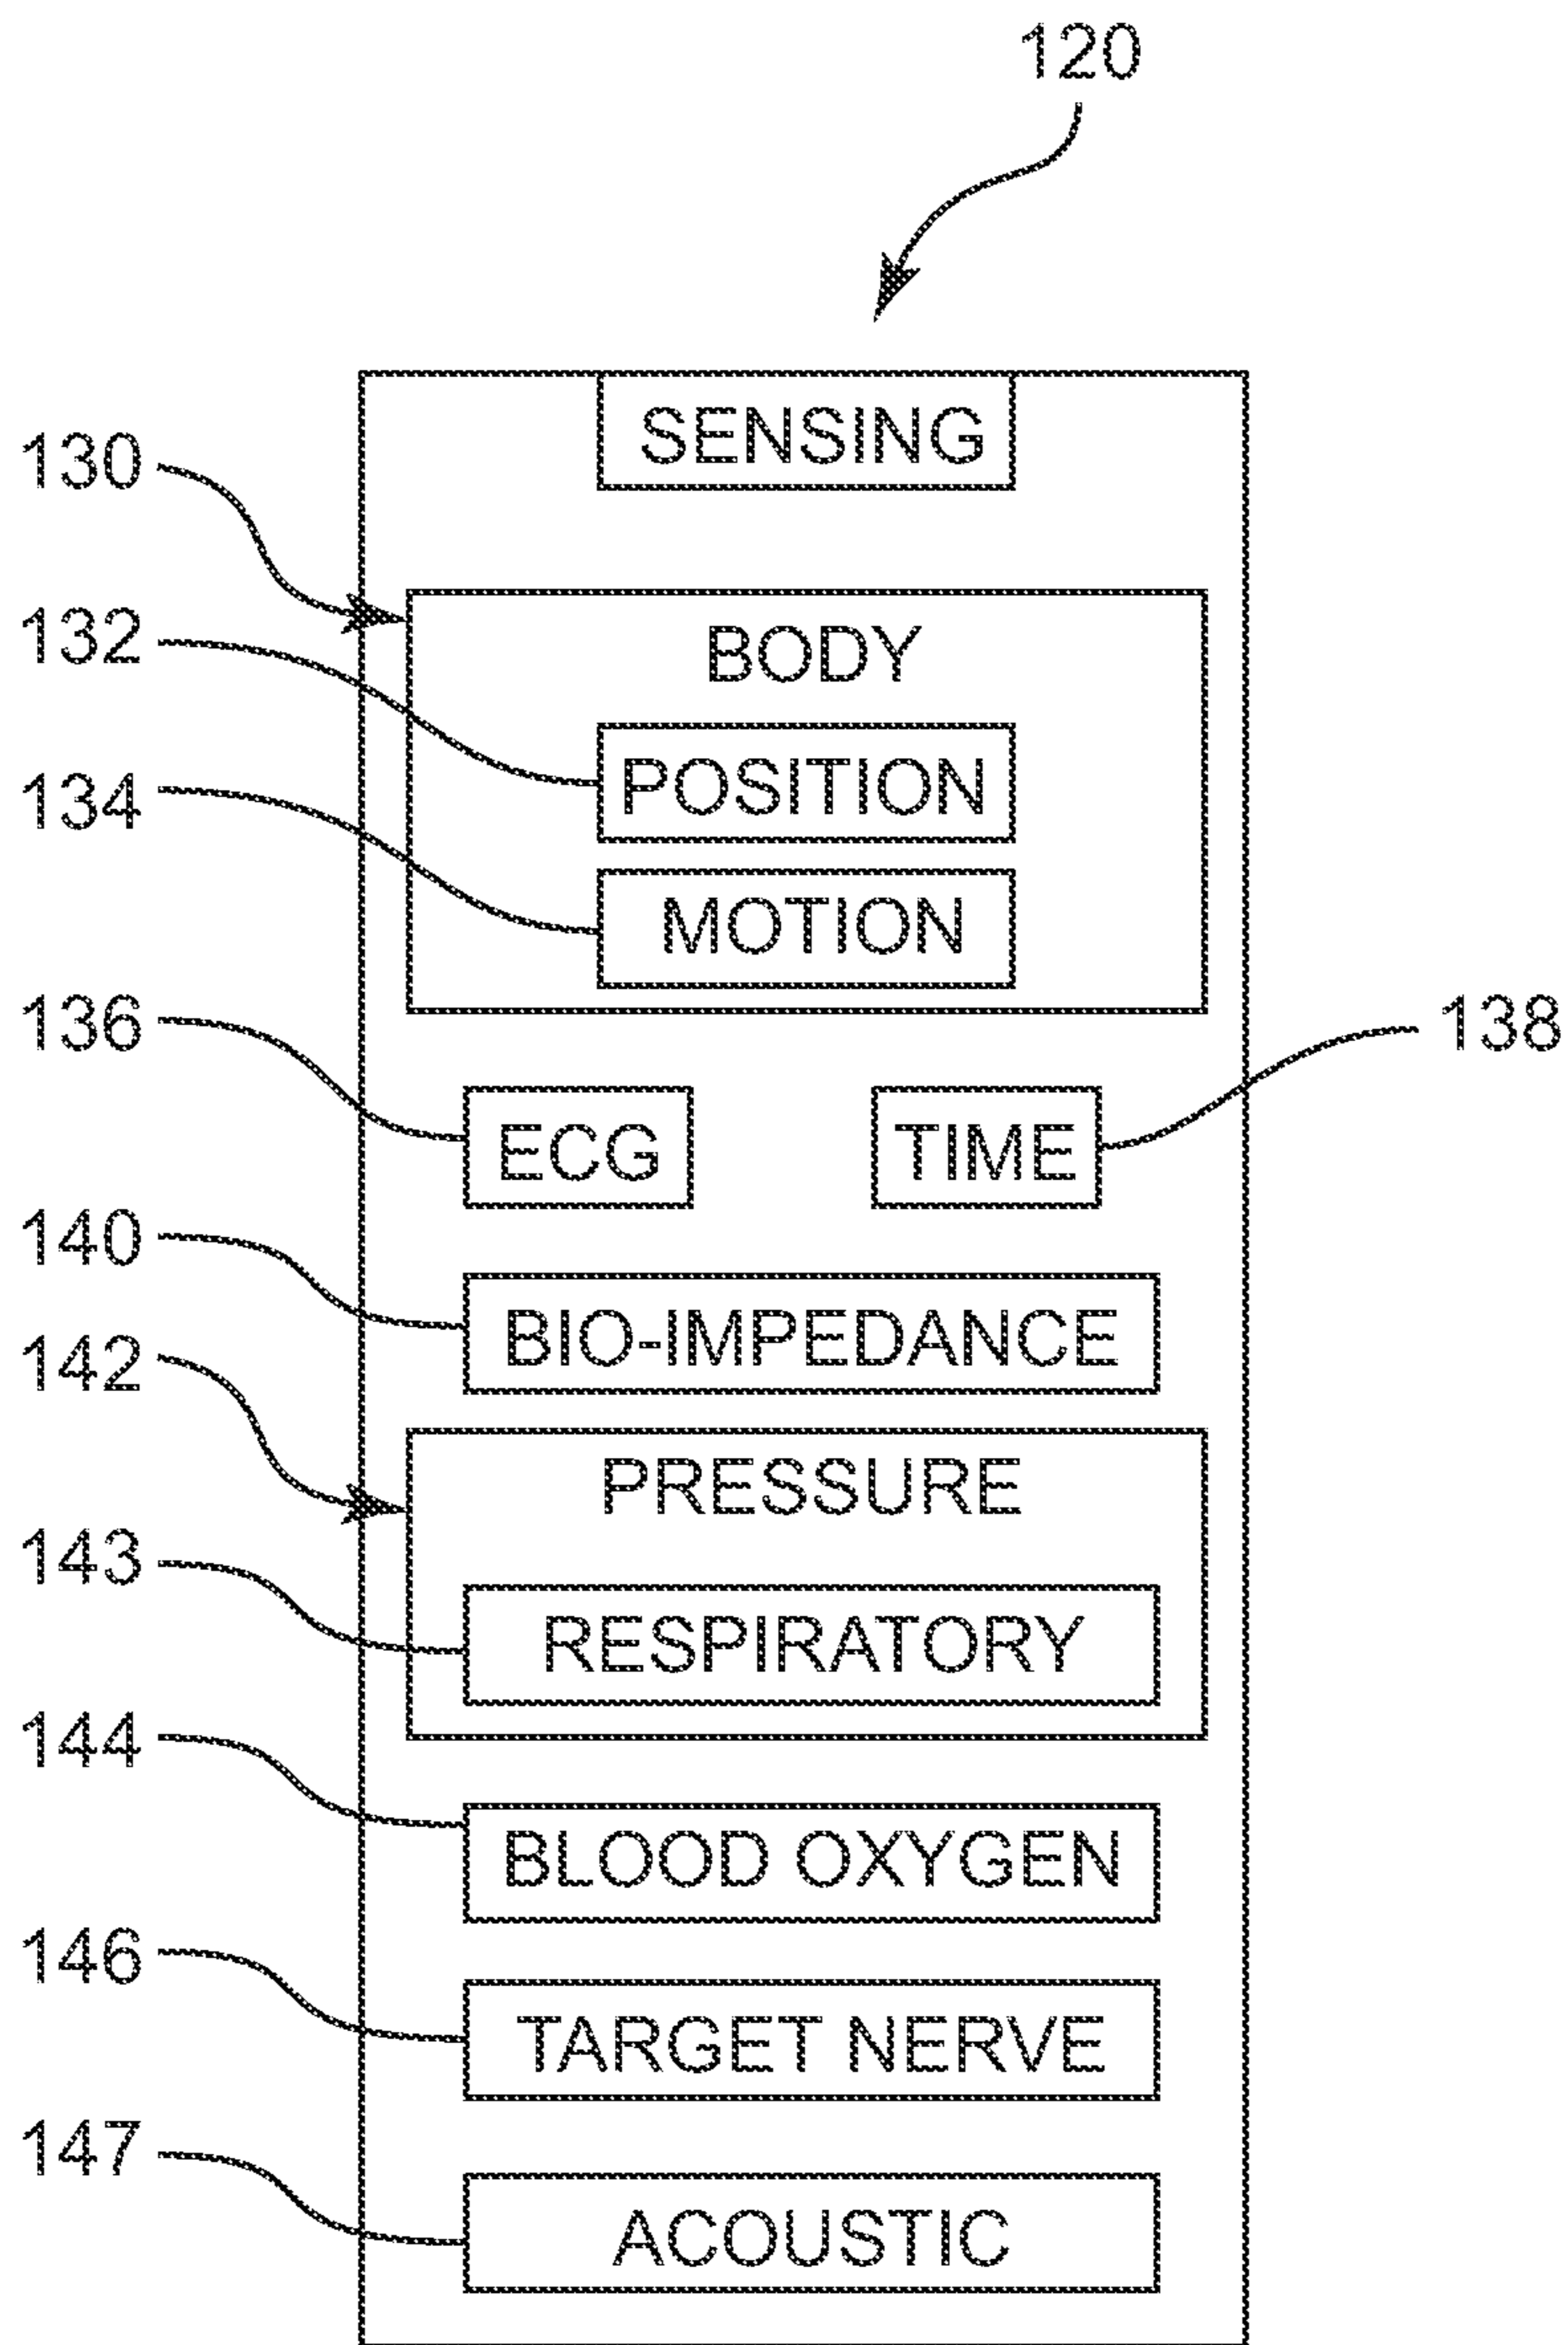 120
SENSING
130
BODY
132
POSITION
134
MOTION
136
138
ECG
TIME
140
BIO-IMPEDANCE
142
PRESSURE
143
RESPIRATORY
144
BLOOD OXYGEN
146
TARGET NERVE
147
ACOUSTIC